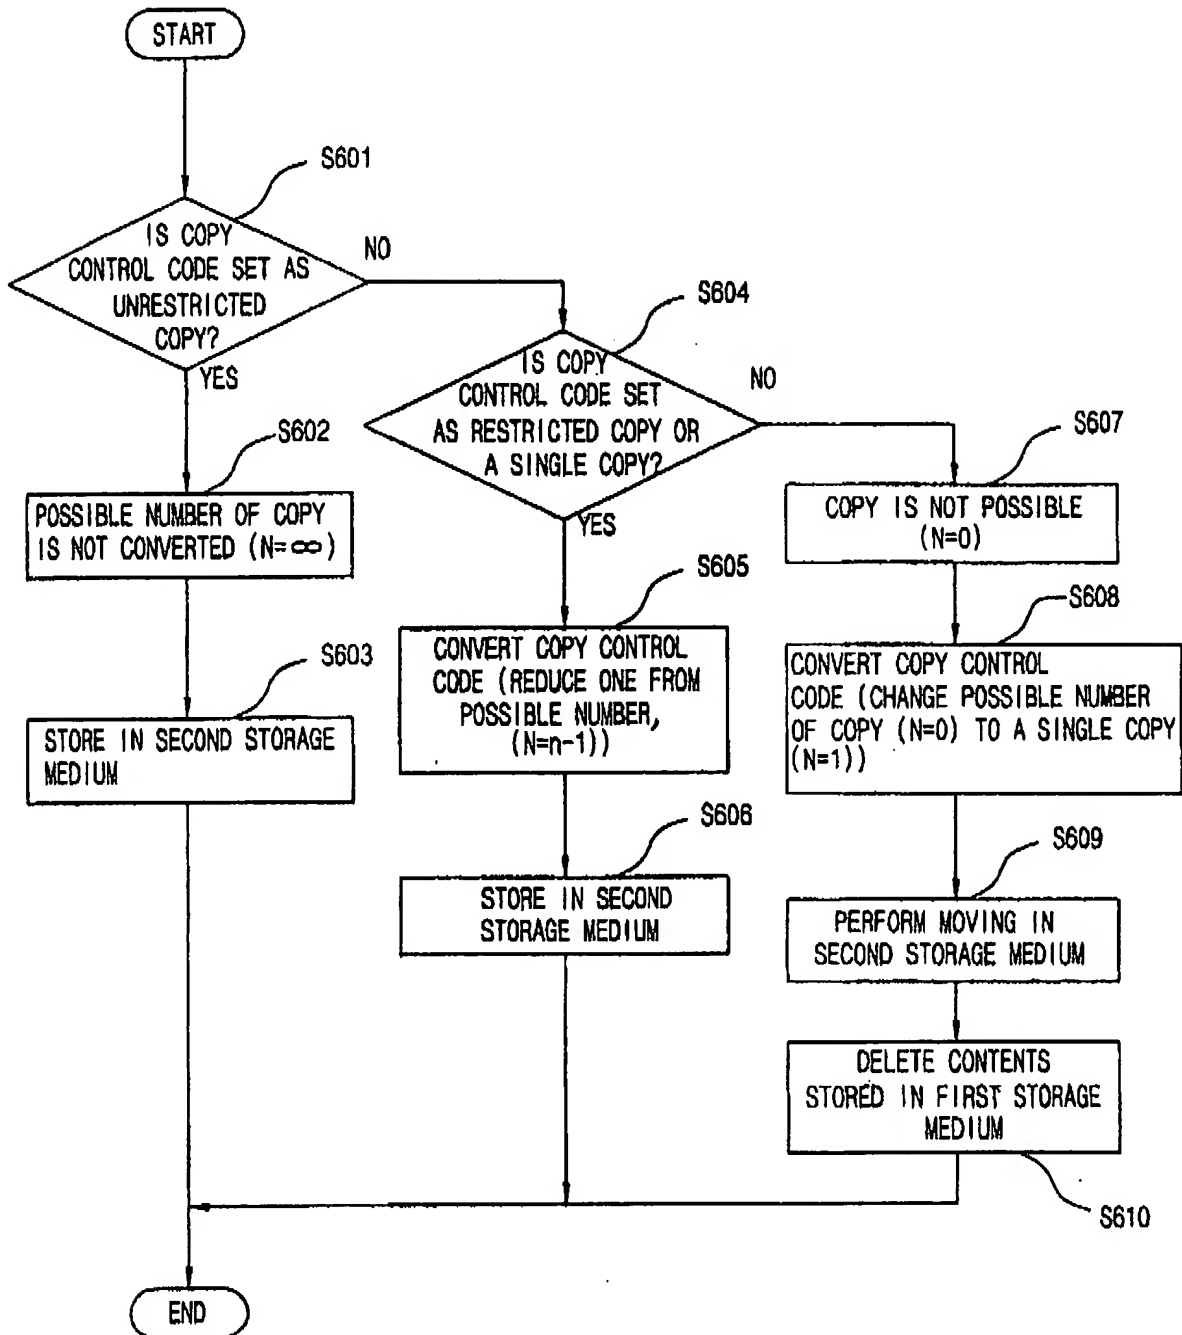 START
S601
IS COPY
CONTROL CODE SET AS
UNRESTRICTED
COPY?
NO
YES
S604
IS COPY
CONTROL CODE SET
AS RESTRICTED COPY OR
A SINGLE COPY?
NO
YES
S602
POSSIBLE NUMBER OF COPY
IS NOT CONVERTED (N=∞)
S607
COPY IS NOT POSSIBLE
(N=0)
S605
CONVERT COPY CONTROL
CODE (REDUCE ONE FROM
POSSIBLE NUMBER,
(N=n-1))
S608
CONVERT COPY CONTROL
CODE (CHANGE POSSIBLE NUMBER
OF COPY (N=0) TO A SINGLE COPY
(N=1))
S603
STORE IN SECOND STORAGE
MEDIUM
S606
STORE IN SECOND
STORAGE MEDIUM
S609
PERFORM MOVING IN
SECOND STORAGE MEDIUM
DELETE CONTENTS
STORED IN FIRST STORAGE
MEDIUM
S610
END